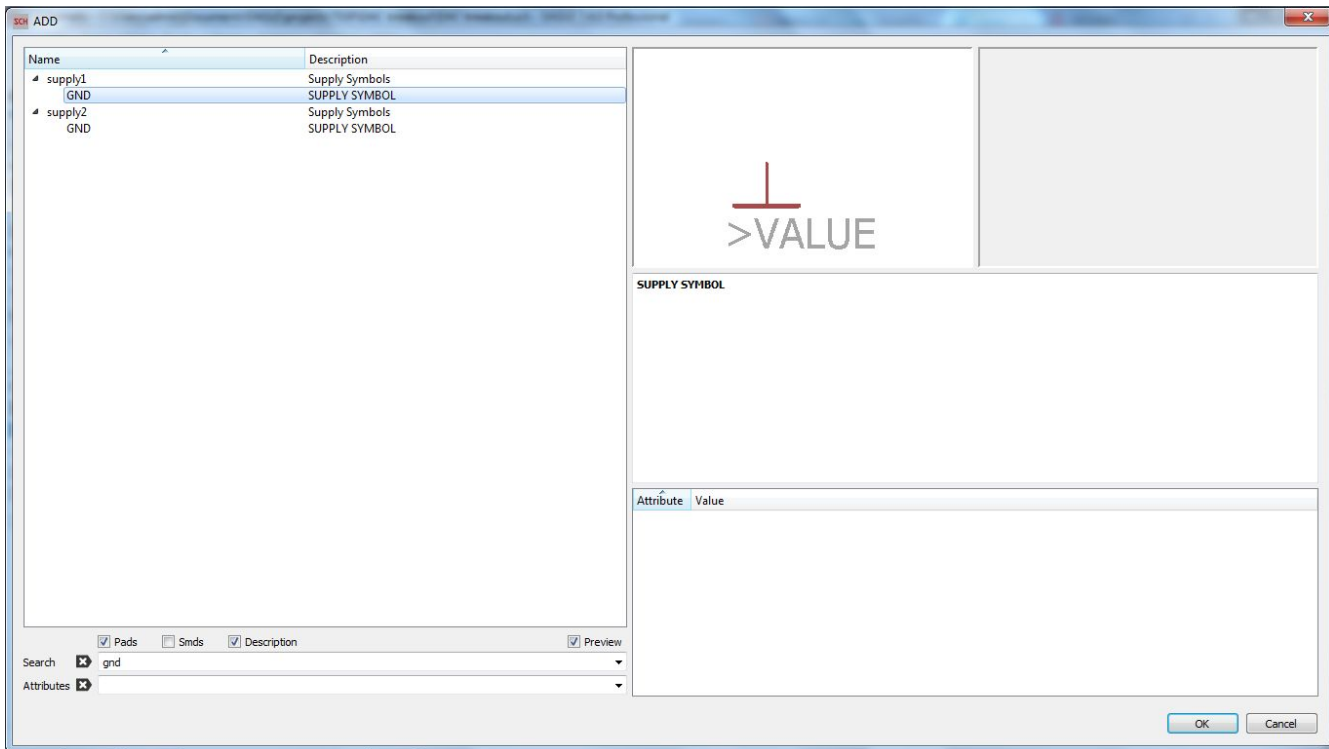 SCH ADD
Name Description
supply1 Supply Symbols
GND SUPPLY SYMBOL
supply2 Supply Symbols
GND SUPPLY SYMBOL
>VALUE
SUPPLY SYMBOL
Attribute Value
Pads Smds Description Preview
Search gnd
Attributes
OK Cancel